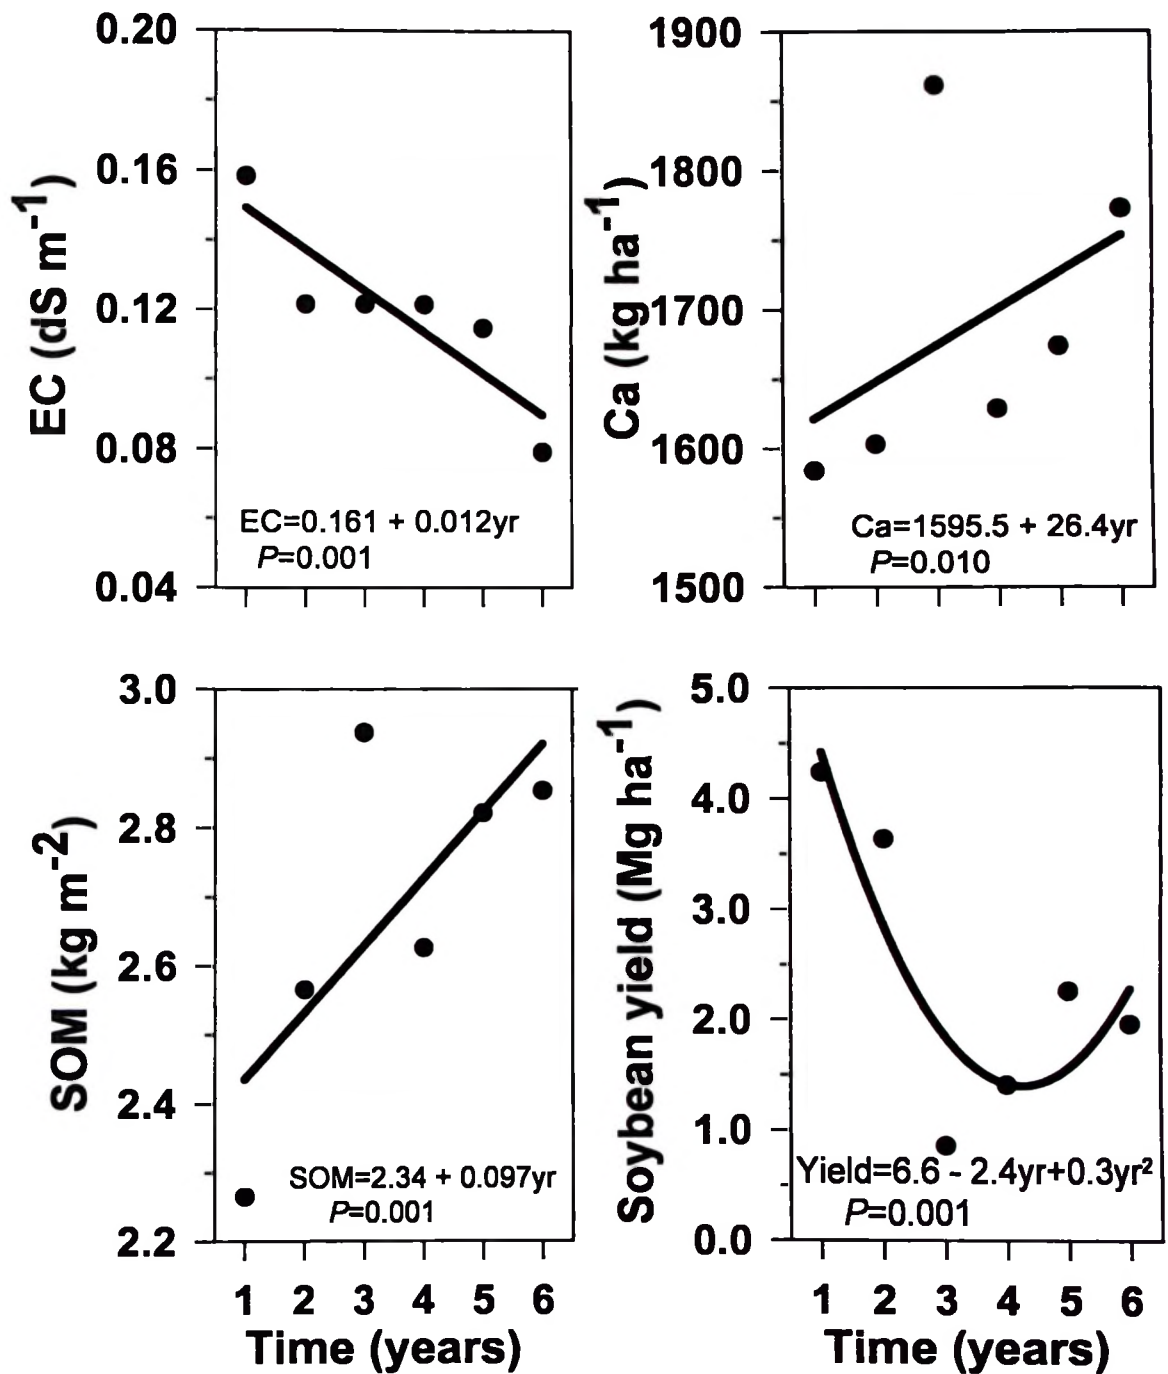 EC (dS m⁻¹)
0.20
0.16
0.12
0.08
0.04
EC=0.161 + 0.012yr
P=0.001
Ca (kg ha⁻¹)
1900
1800
1700
1600
1500
Ca=1595.5 + 26.4yr
P=0.010
SOM (kg m⁻²)
3.0
2.8
2.6
2.4
2.2
SOM=2.34 + 0.097yr
P=0.001
1 2 3 4 5 6
Time (years)
Soybean yield (Mg ha⁻¹)
5.0
4.0
3.0
2.0
1.0
0.0
Yield=6.6 - 2.4yr+0.3yr²
P=0.001
1 2 3 4 5 6
Time (years)